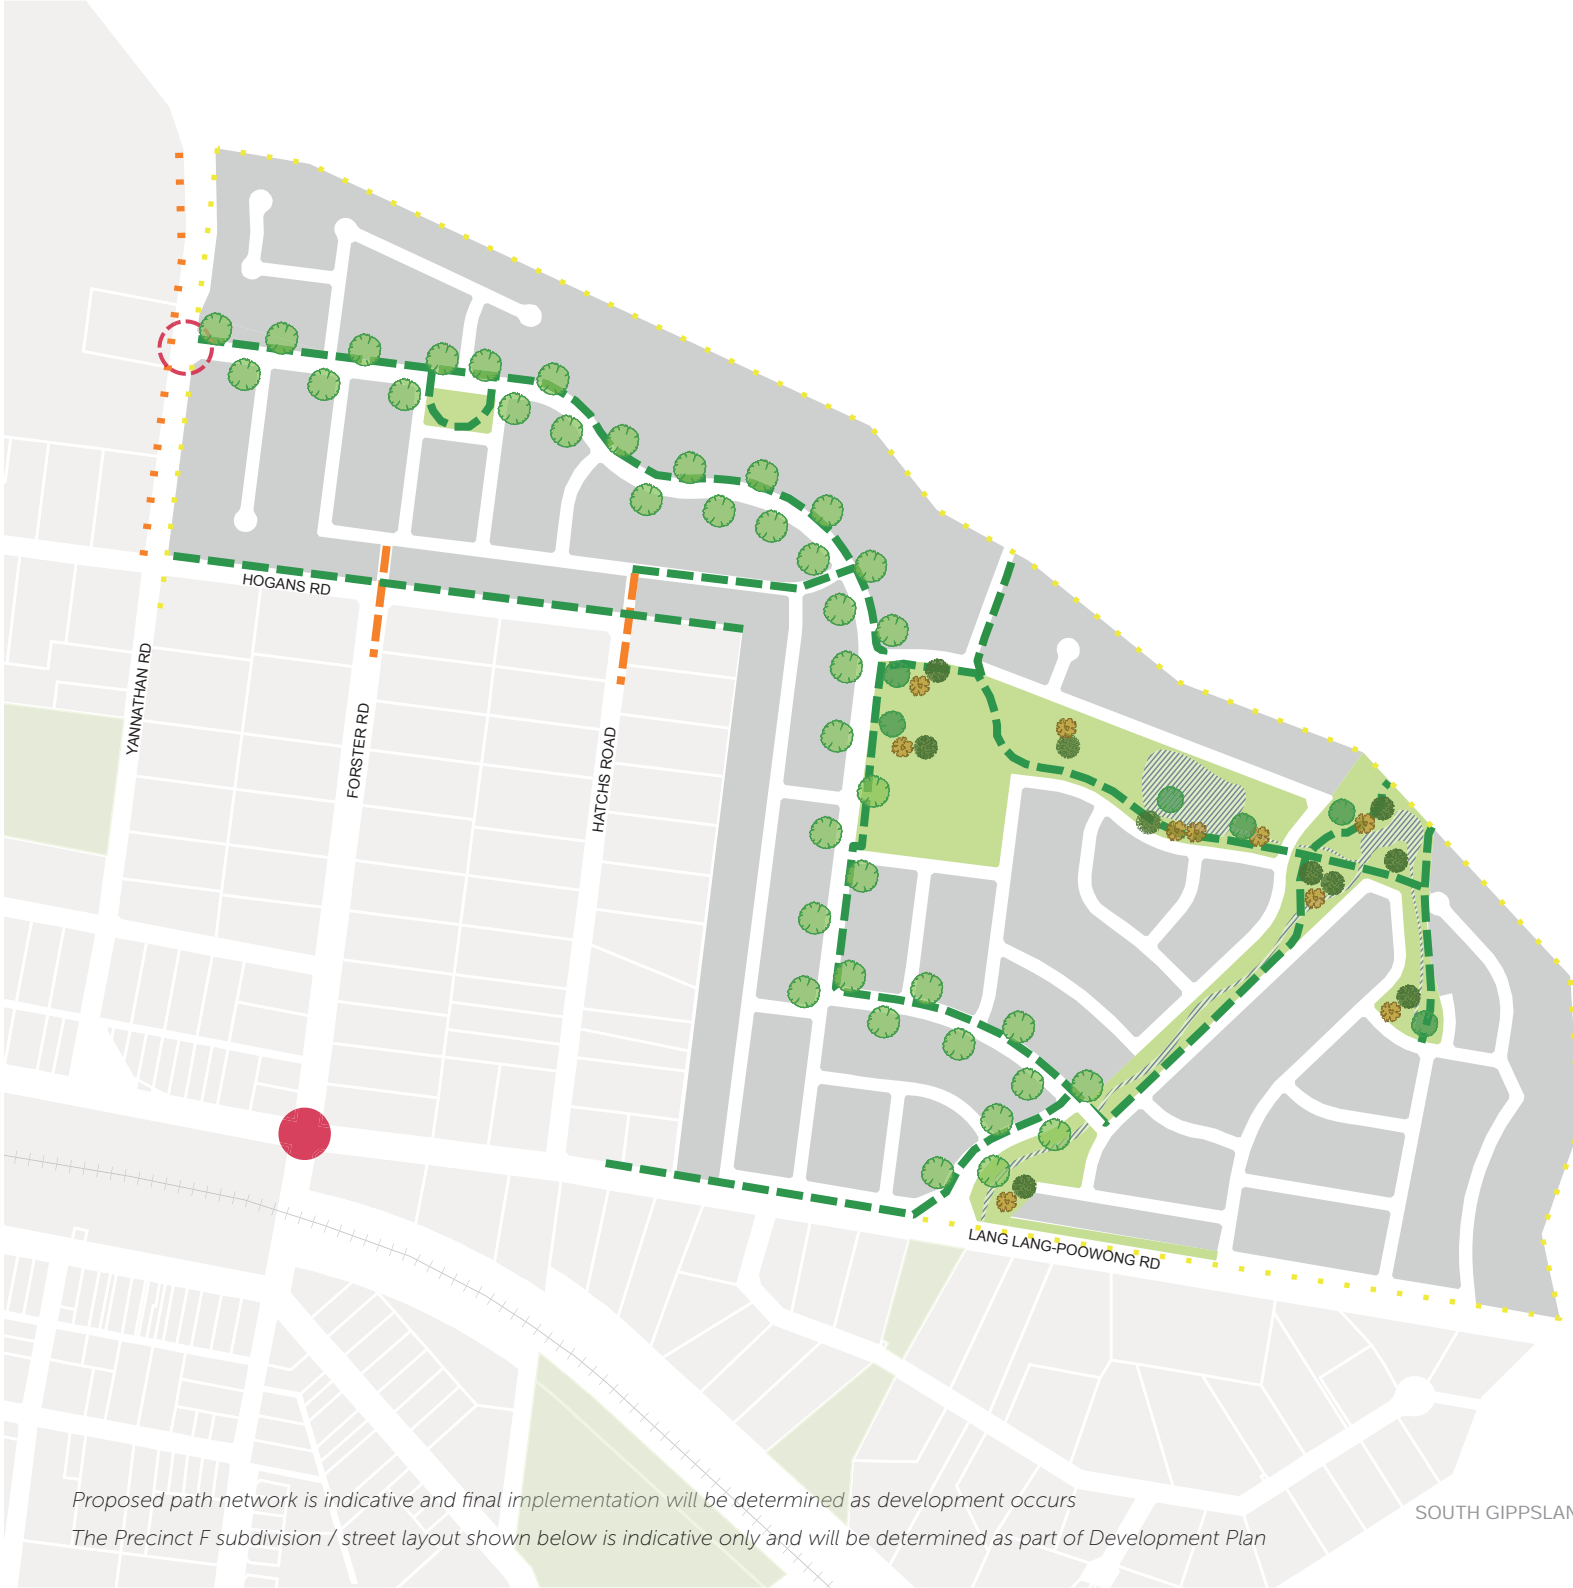 HOGANS RD
YANNATHAN RD
FORSTER RD
HATCHS ROAD
LANG LANG-POOWONG RD
Proposed path network is indicative and final implementation will be determined as development occurs
SOUTH GIPPSLAN
The Precinct F subdivision / street layout shown below is indicative only and will be determined as part of Development Plan